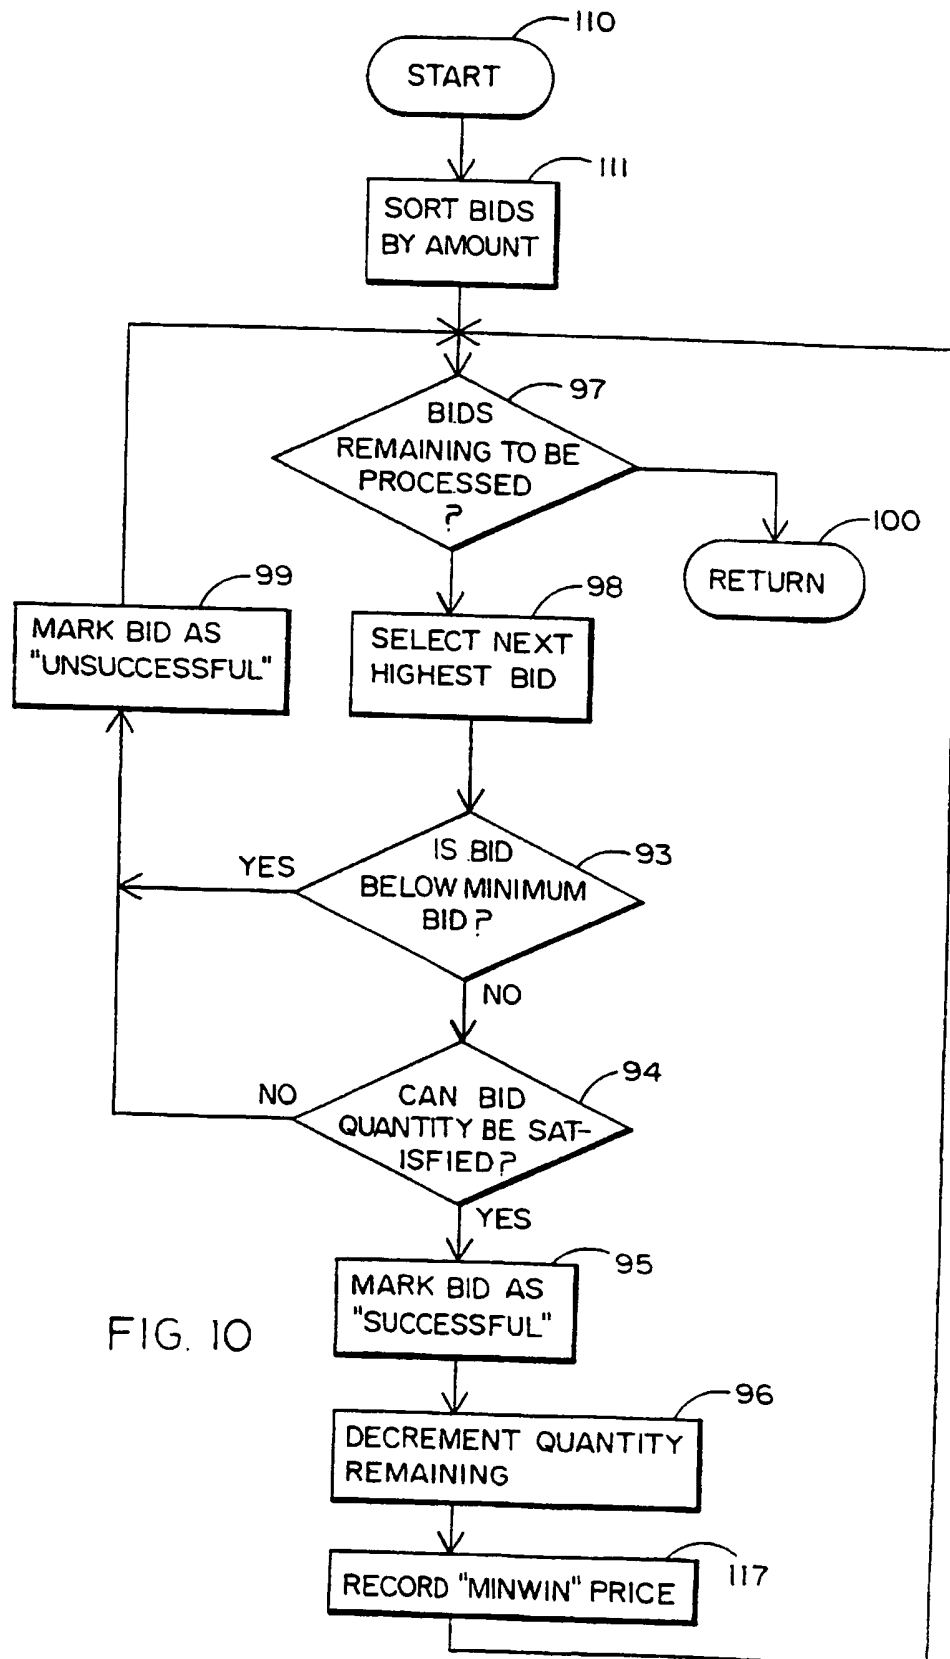 110
START
111
SORT BIDS
BY AMOUNT
97
BIDS
REMAINING TO BE
PROCESSED
?
100
RETURN
99
MARK BID AS
"UNSUCCESSFUL"
98
SELECT NEXT
HIGHEST BID
93
IS BID
BELOW MINIMUM
BID?
YES
NO
94
CAN BID
QUANTITY BE SAT-
ISFIED?
NO
YES
95
MARK BID AS
"SUCCESSFUL"
FIG. 10
96
DECREMENT QUANTITY
REMAINING
117
RECORD "MINWIN" PRICE